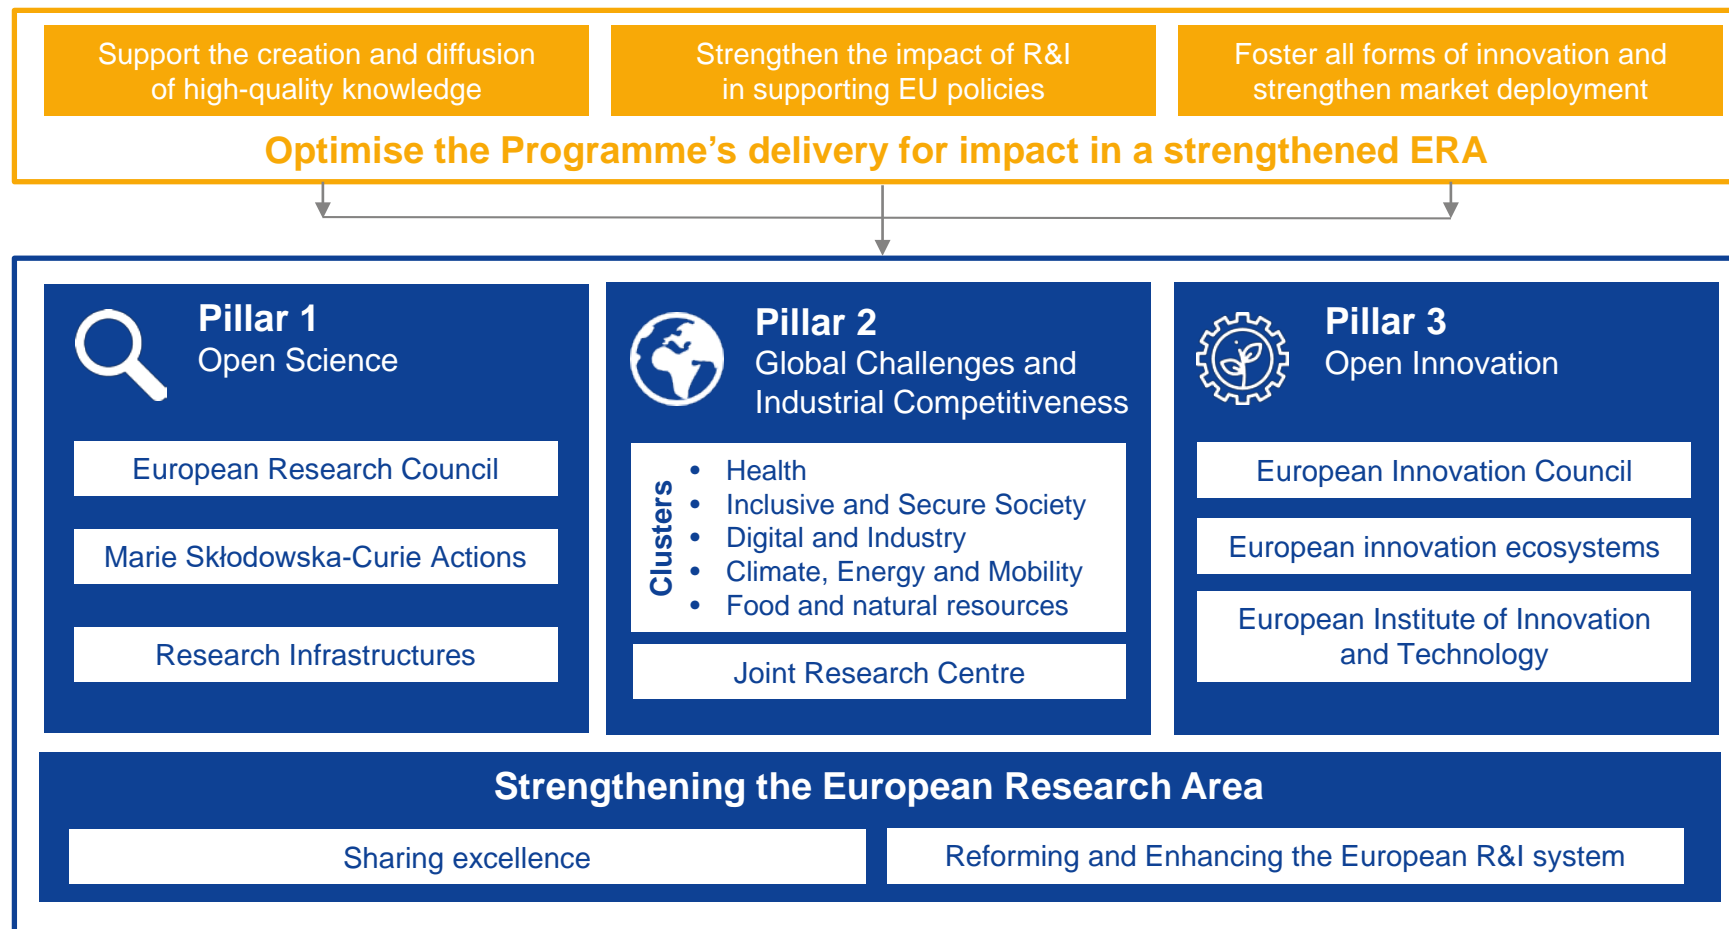 Support the creation and diffusion
of high-quality knowledge
Strengthen the impact of R&I
in supporting EU policies
Foster all forms of innovation and
strengthen market deployment
Optimise the Programme's delivery for impact in a strengthened ERA
Pillar 1
Open Science
European Research Council
Marie Skłodowska-Curie Actions
Research Infrastructures
Pillar 2
Global Challenges and
Industrial Competitiveness
Clusters
• Health
• Inclusive and Secure Society
• Digital and Industry
• Climate, Energy and Mobility
• Food and natural resources
Joint Research Centre
Pillar 3
Open Innovation
European Innovation Council
European innovation ecosystems
European Institute of Innovation
and Technology
Strengthening the European Research Area
Sharing excellence
Reforming and Enhancing the European R&I system